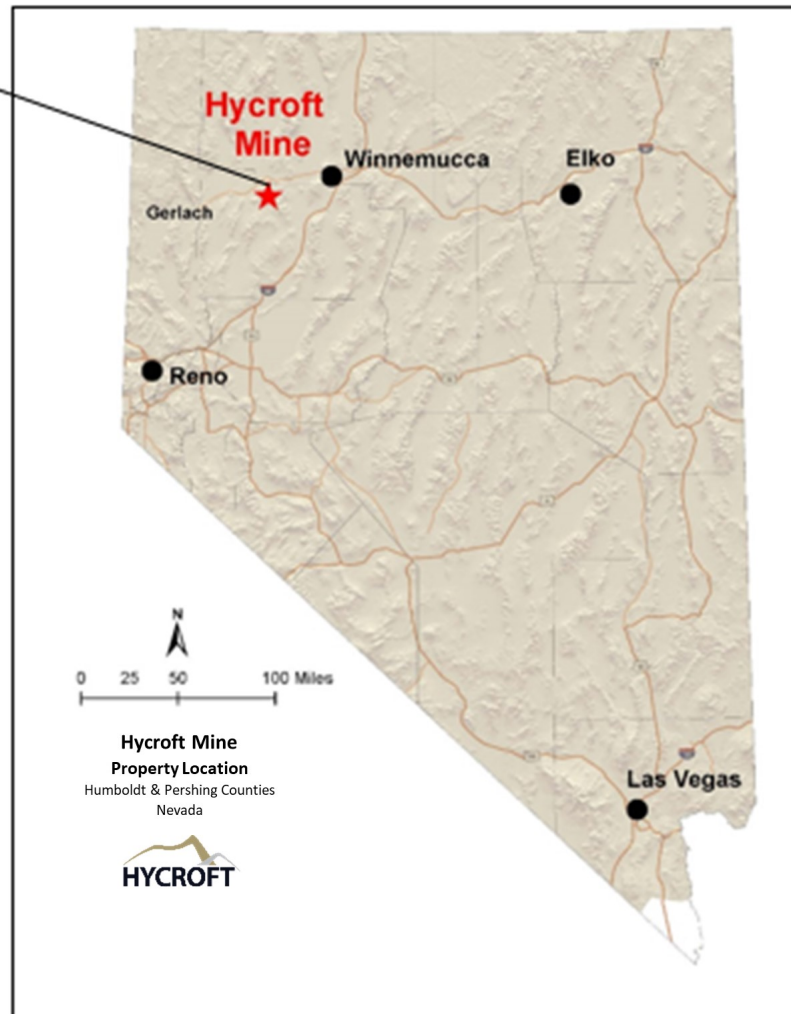 Hycroft
Mine
Winnemucca
Elko
Gerlach
Reno
N
0 25 50 100 Miles
Hycroft Mine
Property Location
Humboldt & Pershing Counties
Nevada
HYCROFT
Las Vegas